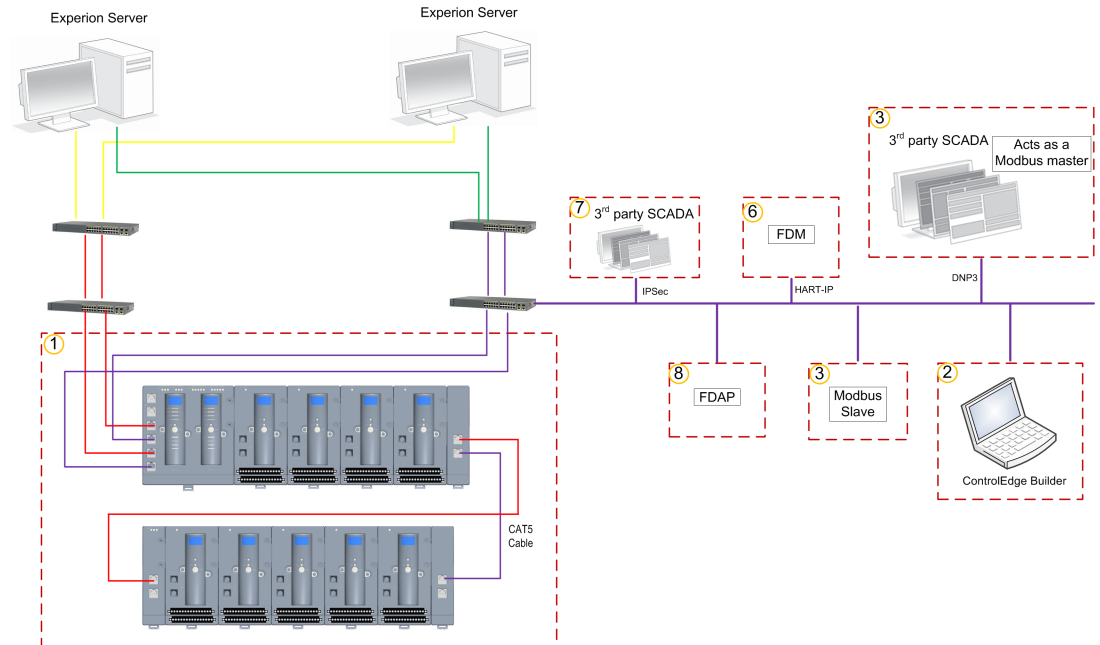 Experion Server
Experion Server
3
3rd party SCADA
Acts as a
Modbus master
7
3rd party SCADA
6
FDM
DNP3
IPSec
HART-IP
1
8
FDAP
3
Modbus
Slave
2
ControlEdge Builder
CAT5
Cable